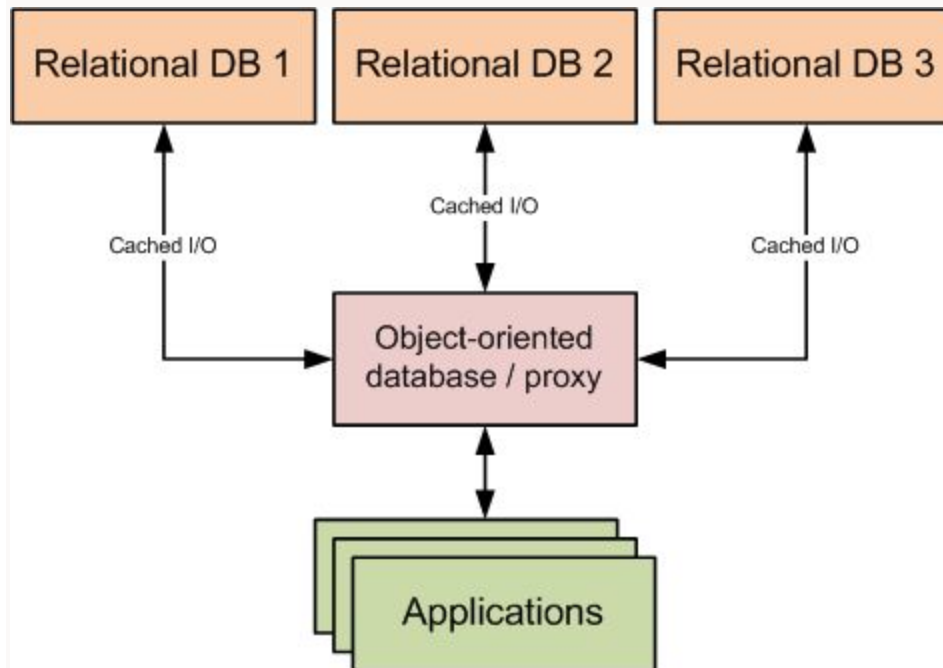 Relational DB 1
Relational DB 2
Relational DB 3
Cached I/O
Cached I/O
Cached I/O
Object-oriented
database / proxy
Applications